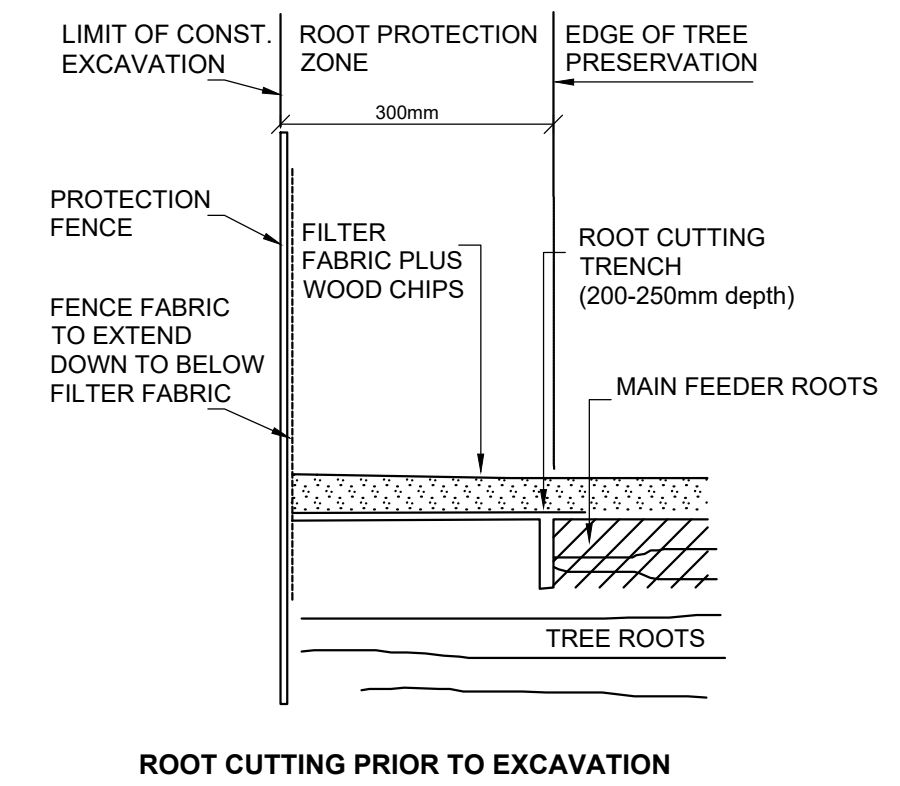 LIMIT OF CONST.
EXCAVATION
ROOT PROTECTION
ZONE
EDGE OF TREE
PRESERVATION
300mm
PROTECTION
FENCE
FILTER
FABRIC PLUS
WOOD CHIPS
ROOT CUTTING
TRENCH
(200-250mm depth)
FENCE FABRIC
TO EXTEND
DOWN TO BELOW
FILTER FABRIC
MAIN FEEDER ROOTS
TREE ROOTS
ROOT CUTTING PRIOR TO EXCAVATION